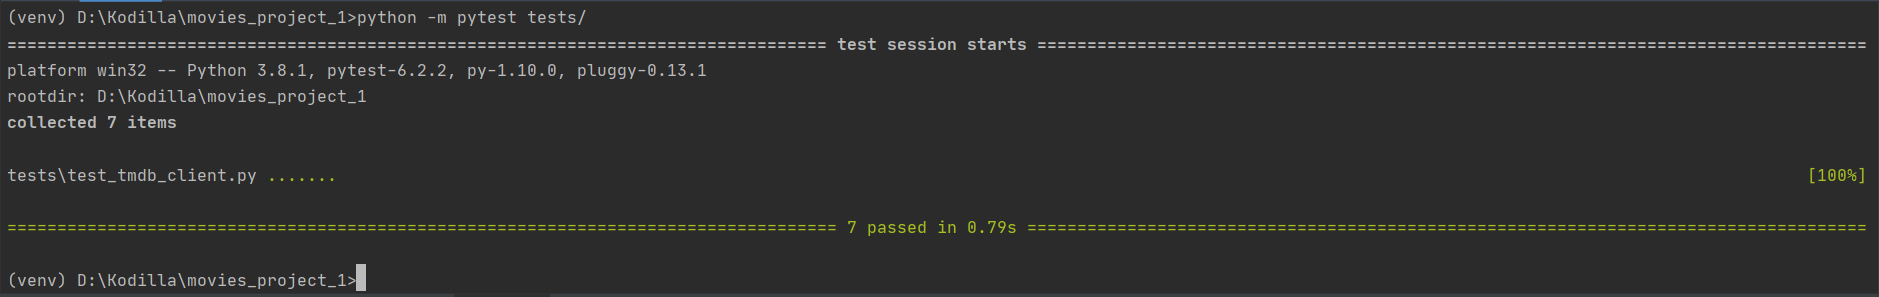 (venv) D:\Kodilla\movies_project_1>python -m pytest tests/
================================================================================== test session starts ===================================================================================
platform win32 -- Python 3.8.1, pytest-6.2.2, py-1.10.0, pluggy-0.13.1
rootdir: D:\Kodilla\movies_project_1
collected 7 items
tests\test_tmdb_client.py ....... [100%]
=================================================================================== 7 passed in 0.79s ====================================================================================
(venv) D:\Kodilla\movies_project_1>